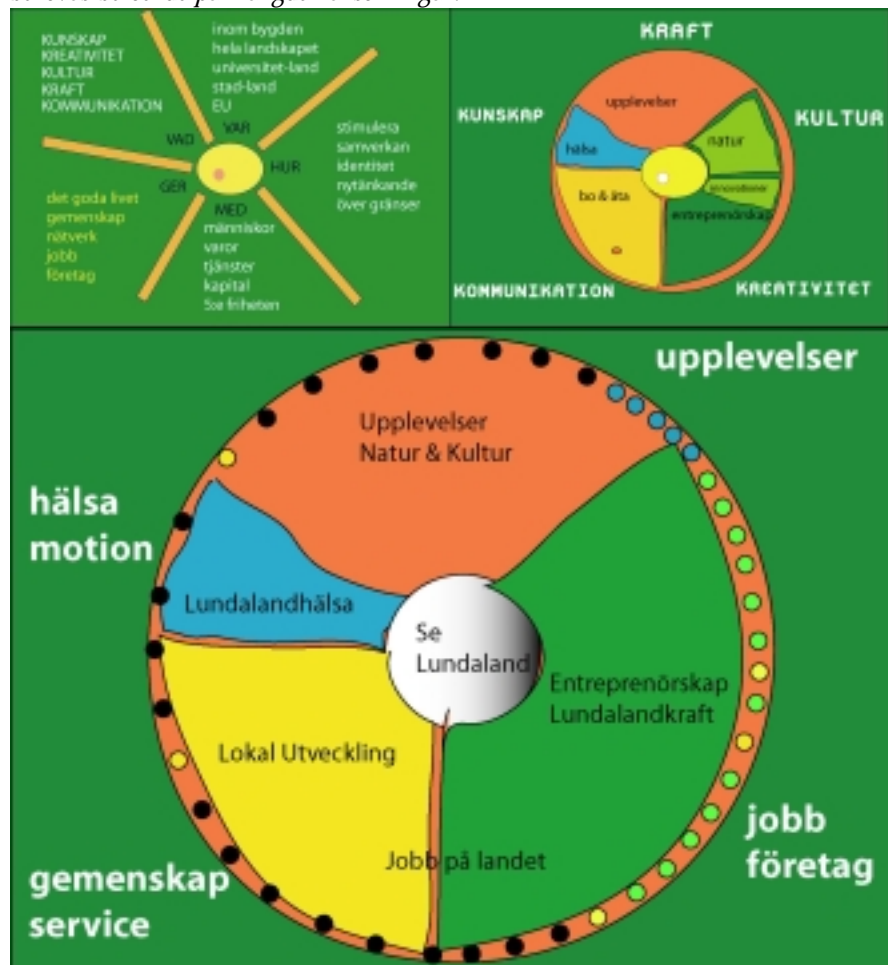 KUNSKAP
KREATIVITET
KULTUR
KRAFT
KOMMUNIKATION
inom bygden
hela landskapet
universitet-land
stad-land
EU
VAD
VAR
HUR
GER
MED
stimulera
samverkan
identitet
nytänkande
över gränser
det goda livet
gemenskap
nätverk
jobb
företag
människor
varor
tjänster
kapital
5:e friheten
KRAFT
KUNSKAP
KULTUR
upplevelser
hälsa
natur
innovationer
bo & äta
entreprenörskap
KOMMUNIKATION
KREATIVITET
upplevelser
Upplevelser
Natur & Kultur
hälsa
motion
Lundalandhälsa
Se
Lundaland
Entreprenörskap
Lundalandkraft
Lokal Utveckling
Jobb på landet
jobb
företag
gemenskap
service